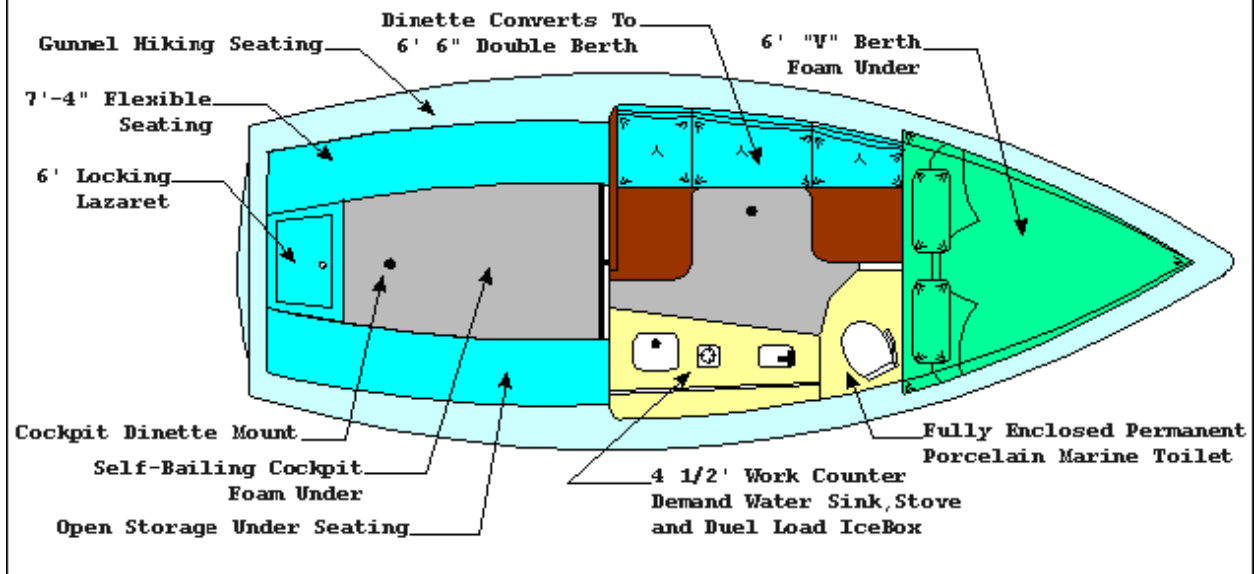 Dinette Converts To
6' 6" Double Berth
Gunnel Hiking Seating
6' "V" Berth
Foam Under
7'-4" Flexible
Seating
6' Locking
Lazaret
Cockpit Dinette Mount
Self-Bailing Cockpit
Foam Under
Open Storage Under Seating
4 1/2' Work Counter
Demand Water Sink,Stove
and Duel Load IceBox
Fully Enclosed Permanent
Porcelain Marine Toilet